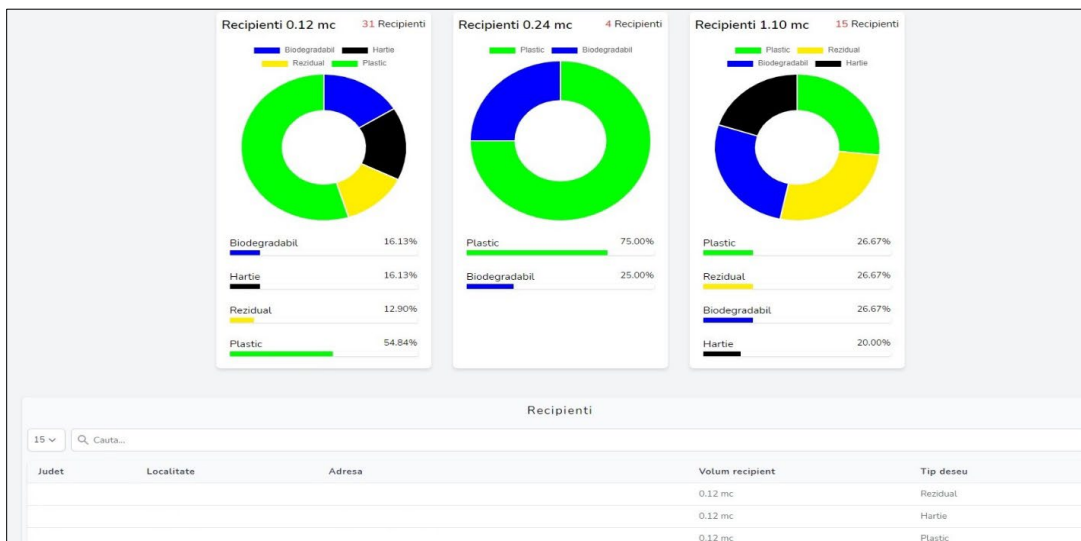 Recipienti 0.12 mc 31 Recipienti
Biodegradabil Hartie
Rezidual Plastic
Biodegradabil 16.13%
Hartie 16.13%
Rezidual 12.90%
Plastic 54.84%
Recipienti 0.24 mc 4 Recipienti
Plastic Biodegradabil
Plastic 75.00%
Biodegradabil 25.00%
Recipienti 1.10 mc 15 Recipienti
Plastic Rezidual
Biodegradabil Hartie
Plastic 26.67%
Rezidual 26.67%
Biodegradabil 26.67%
Hartie 20.00%
Recipienti
15 Cauta...
Judet Localitate Adresa Volum recipient Tip deseu
0.12 mc Rezidual
0.12 mc Hartie
0.12 mc Plastic